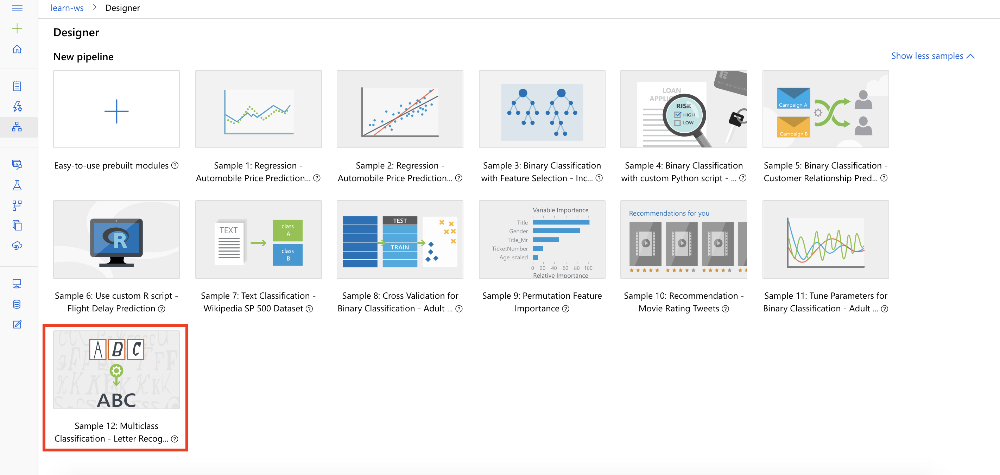 learn-ws > Designer
Designer
New pipeline
Show less samples
LOAN
RISK
HIGH
LOW
Campaign A
Campaign B
Easy-to-use prebuilt modules
Sample 1: Regression -
Automobile Price Prediction...
Sample 2: Regression -
Automobile Price Prediction...
Sample 3: Binary Classification
with Feature Selection - Inc...
Sample 4: Binary Classification
with custom Python script - ...
Sample 5: Binary Classification -
Customer Relationship Pred...
R
TEXT
class
A
class
B
TEST
TRAIN
Variable Importance
Title
Gender
Title_Mr
TicketNumber
Age_scaled
0 20 40 60 80 100
Relative Importance
Recommendations for you
Sample 6: Use custom R script -
Flight Delay Prediction
Sample 7: Text Classification -
Wikipedia SP 500 Dataset
Sample 8: Cross Validation for
Binary Classification - Adult ...
Sample 9: Permutation Feature
Importance
Sample 10: Recommendation -
Movie Rating Tweets
Sample 11: Tune Parameters for
Binary Classification - Adult ...
A B C
ABC
Sample 12: Multiclass
Classification - Letter Recog...